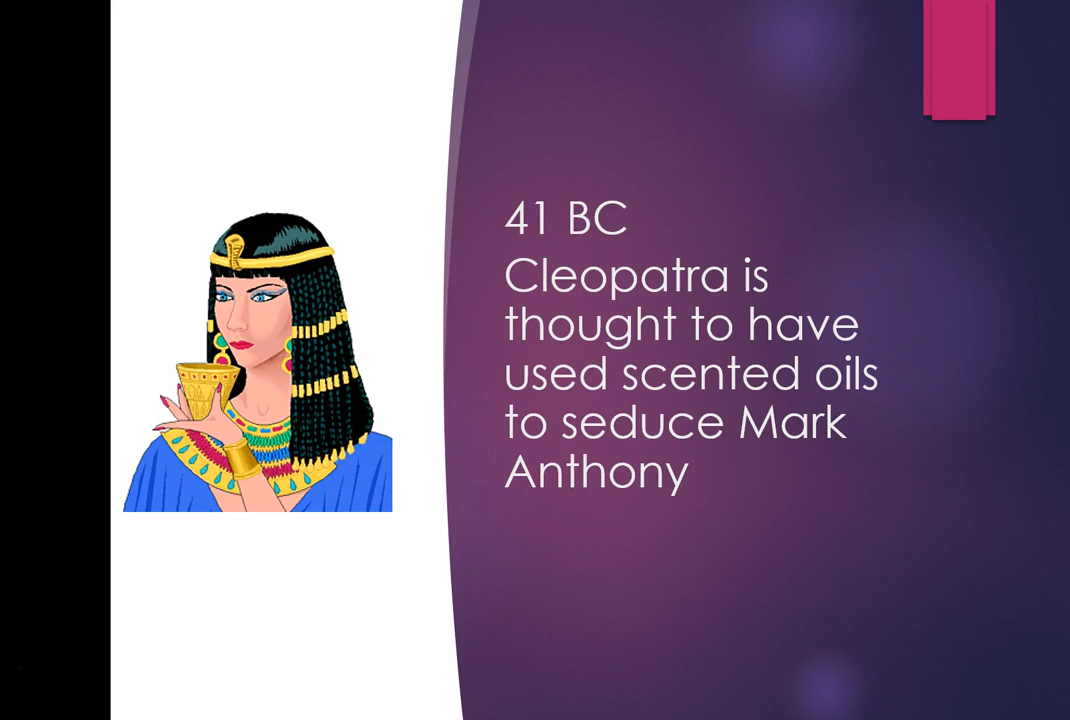 41 BC
Cleopatra is
thought to have
used scented oils
to seduce Mark
Anthony